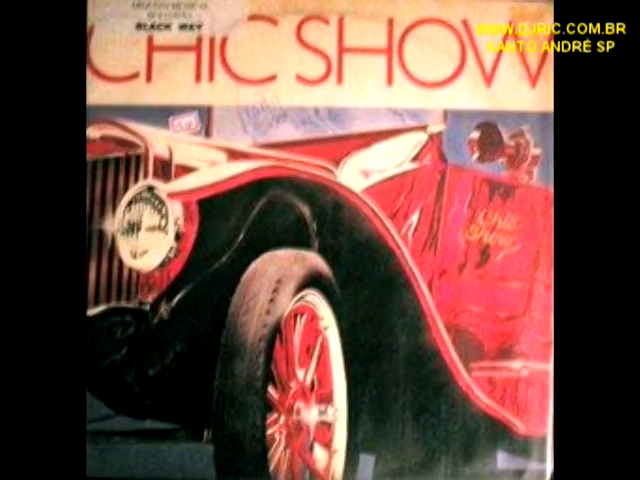 BLACK WAY
CHIC SHOW
WWW.DJRIC.COM.BR
SANTO ANDRÉ SP
Chic
Show